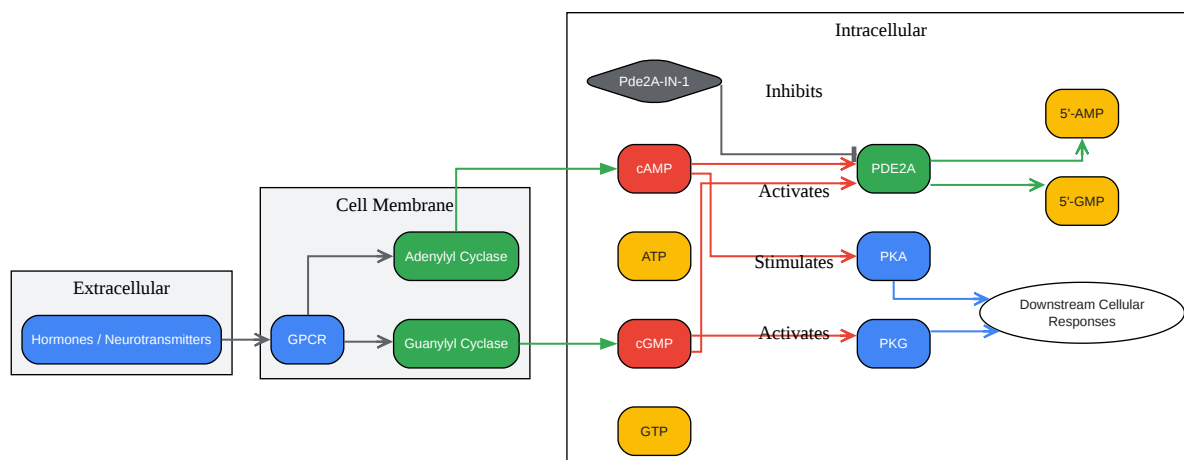 Intracellular
Pde2A-IN-1
Inhibits
5'-AMP
cAMP
PDE2A
Activates
5'-GMP
Cell Membrane
Adenylyl Cyclase
ATP
PKA
Stimulates
Extracellular
Hormones / Neurotransmitters
GPCR
Guanylyl Cyclase
cGMP
Activates
PKG
Downstream Cellular
Responses
GTP